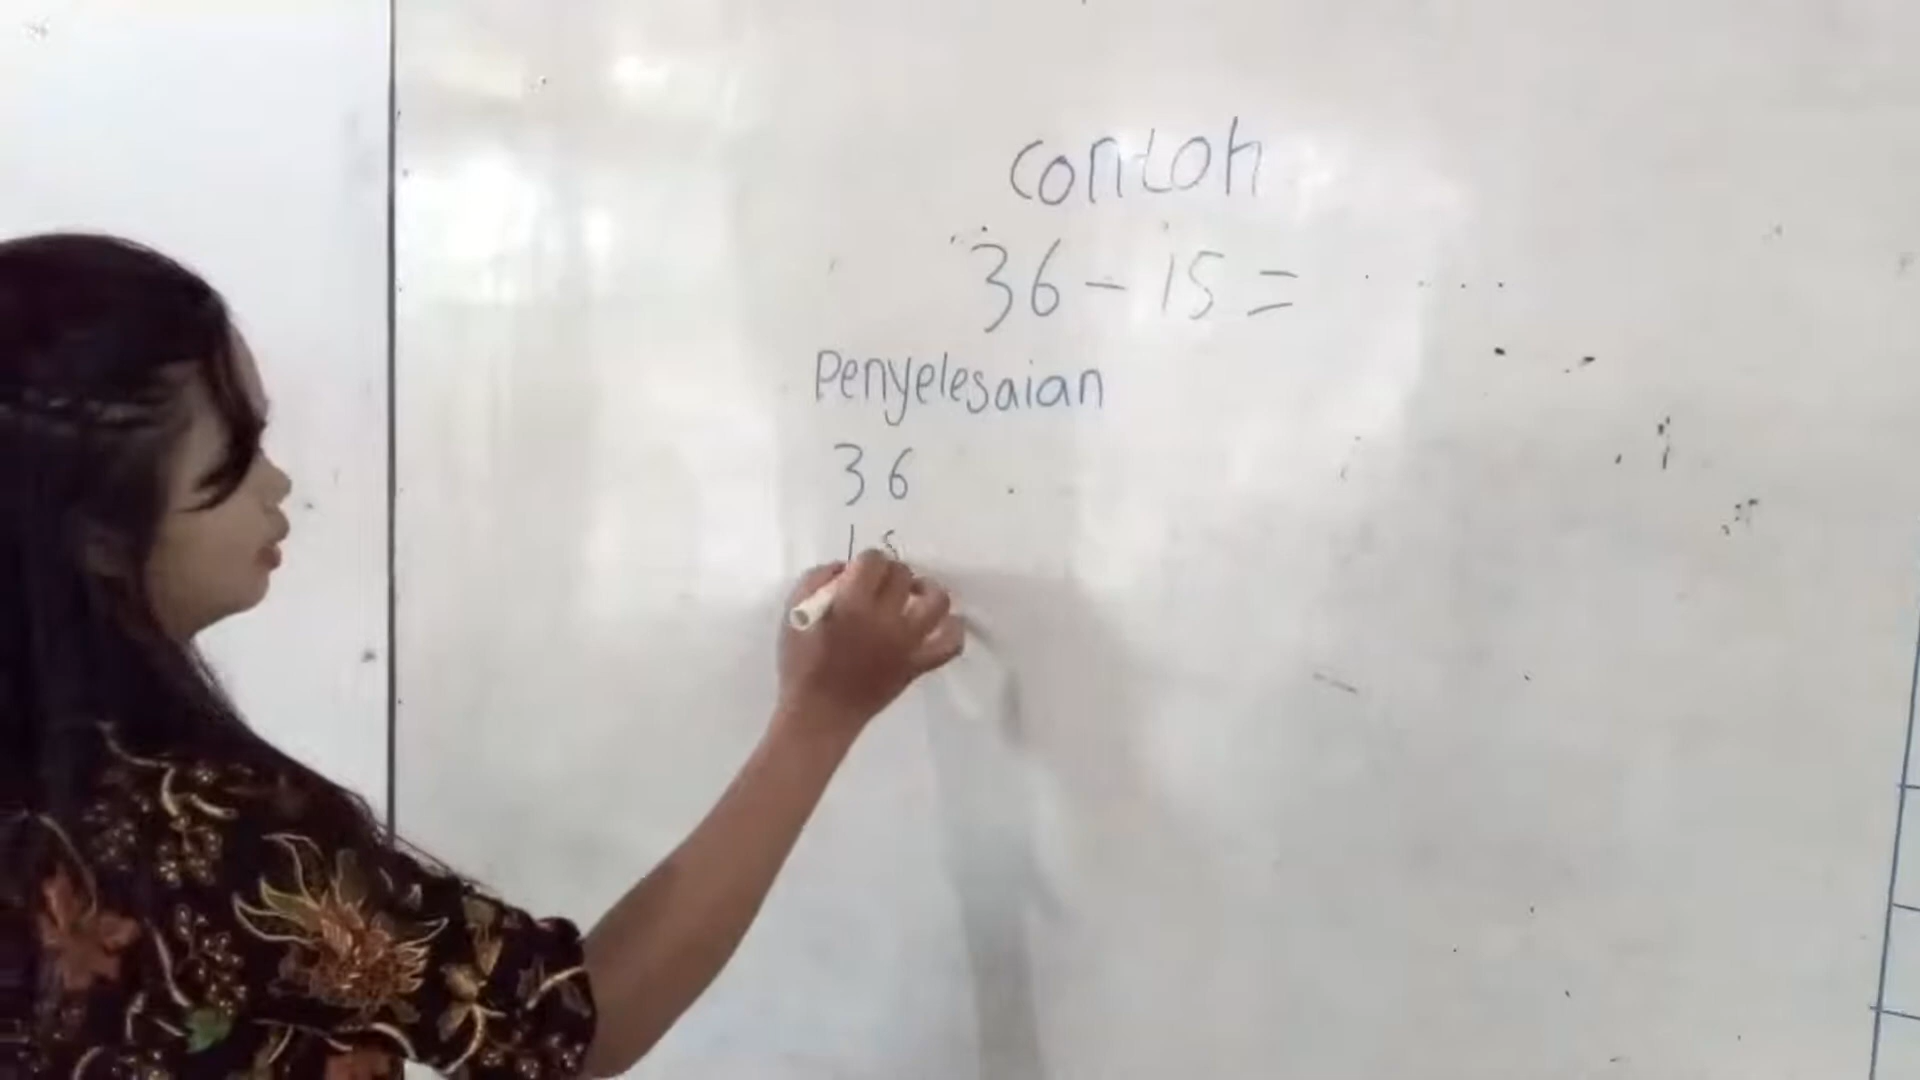 Contoh
36 - 15 = ....
Penyelesaian
36
15